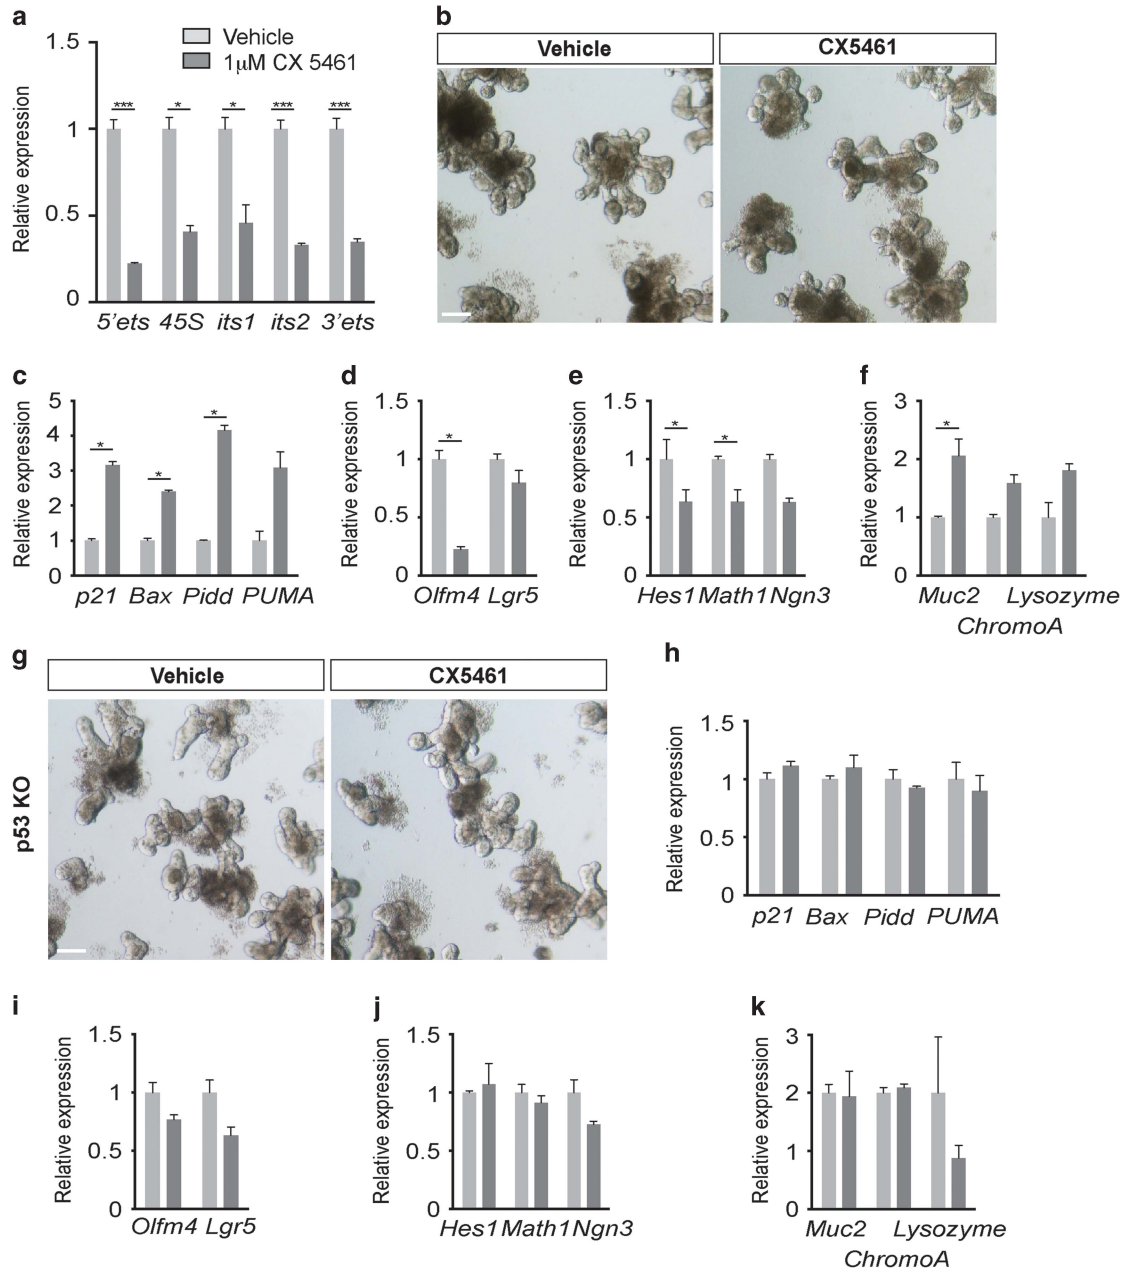 a
1.5
1
0.5
0
Relative expression
Vehicle
1μM CX 5461
***
*
*
***
***
5’ets 45S its1 its2 3’ets
b
Vehicle
CX5461
c
5
4
3
2
1
0
Relative expression
*
*
*
p21 Bax Pidd PUMA
d
1.5
1
0.5
0
Relative expression
*
Olfm4 Lgr5
e
1.5
1
0.5
0
Relative expression
*
*
Hes1 Math1 Ngn3
f
3
2
1
0
Relative expression
*
Muc2 Lysozyme
ChromoA
g
Vehicle
CX5461
p53 KO
h
1.5
1
0.5
0
Relative expression
p21 Bax Pidd PUMA
i
1.5
1
0.5
0
Relative expression
Olfm4 Lgr5
j
1.5
1
0.5
0
Relative expression
Hes1 Math1 Ngn3
k
3
2
1
0
Relative expression
Muc2 Lysozyme
ChromoA